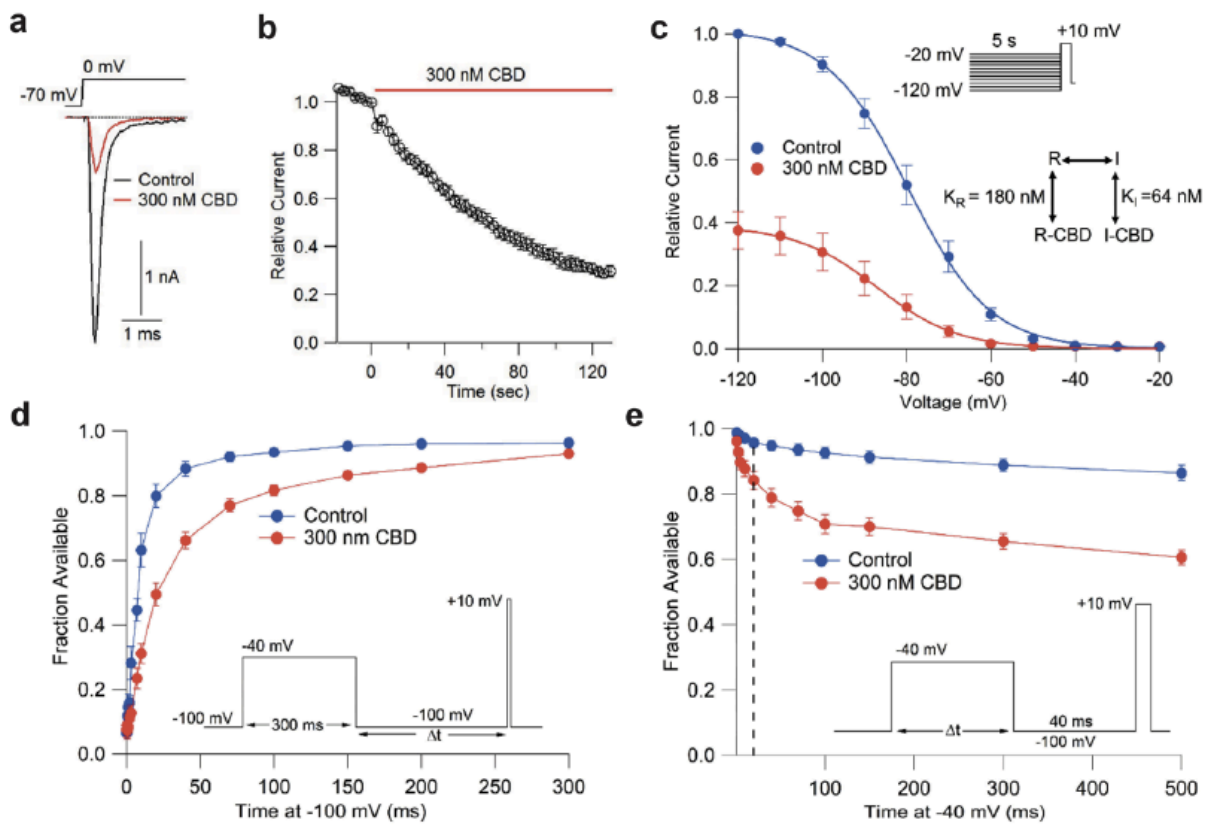 a
0 mV
-70 mV
Control
300 nM CBD
1 nA
1 ms
b
300 nM CBD
1.0
0.8
0.6
0.4
0.2
0.0
Relative Current
0 40 80 120
Time (sec)
c
5 s
+10 mV
-20 mV
-120 mV
1.0
0.8
0.6
0.4
0.2
0.0
Relative Current
Control
300 nM CBD
R I
KR = 180 nM KI =64 nM
R-CBD I-CBD
-120 -100 -80 -60 -40 -20
Voltage (mV)
d
1.0
0.8
0.6
0.4
0.2
0.0
Fraction Available
Control
300 nm CBD
+10 mV
-40 mV
-100 mV
300 ms
-100 mV
Δt
0 50 100 150 200 250 300
Time at -100 mV (ms)
e
1.0
0.8
0.6
0.4
0.2
0.0
Fraction Available
Control
300 nM CBD
+10 mV
-40 mV
Δt
40 ms
-100 mV
100 200 300 400 500
Time at -40 mV (ms)